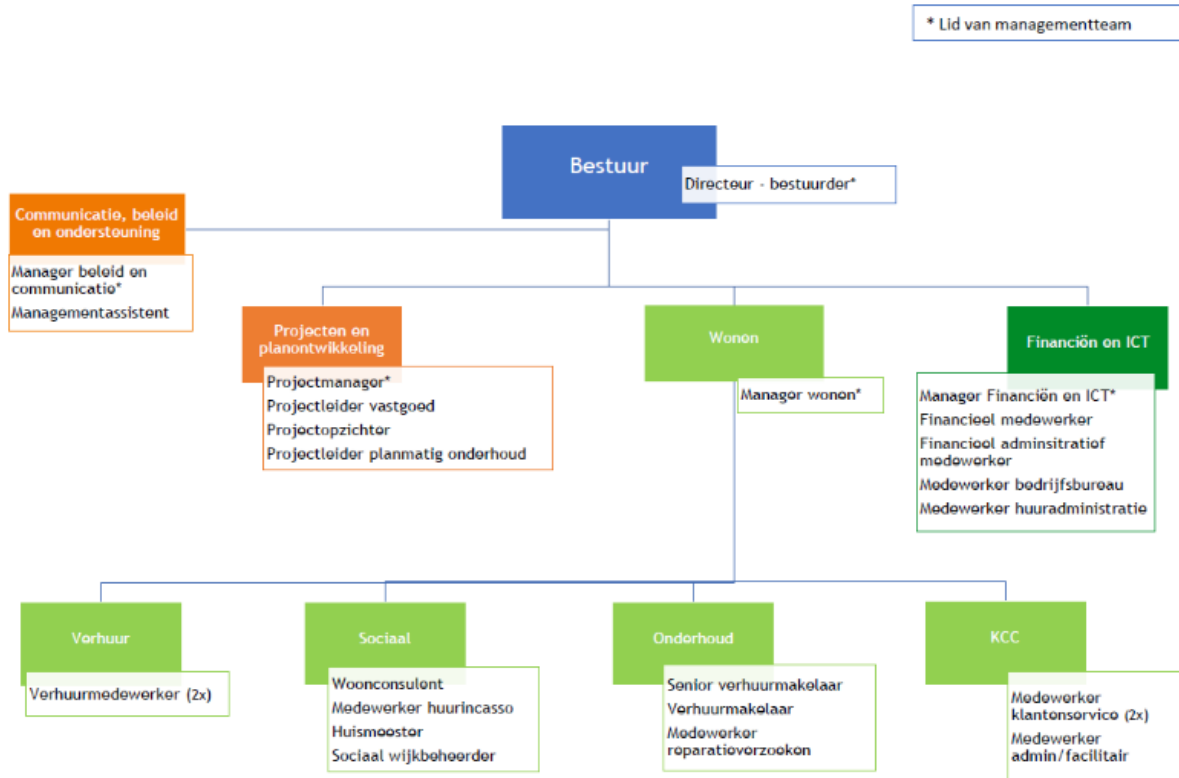 * Lid van managementteam
Bestuur
Directeur - bestuurder*
Communicatie, beleid
en ondersteuning
Manager beleid en
communicatie*
Managementassistent
Projecten en
planontwikkeling
Projectmanager*
Projectleider vastgoed
Projectopzichter
Projectleider planmatig onderhoud
Wonen
Manager wonen*
Financiën en ICT
Manager Financiën en ICT*
Financieel medewerker
Financieel adminsitratief
medewerker
Medewerker bedrijfsbureau
Medewerker huuradministratie
Verhuur
Verhuurmedewerker (2x)
Sociaal
Woonconsulent
Medewerker huurincasso
Huismeester
Sociaal wijkbeheerder
Onderhoud
Senior verhuurmakelaar
Verhuurmakelaar
Medewerker
reparatieverzoeken
KCC
Medewerker
klantenservice (2x)
Medewerker
admin/facilitair